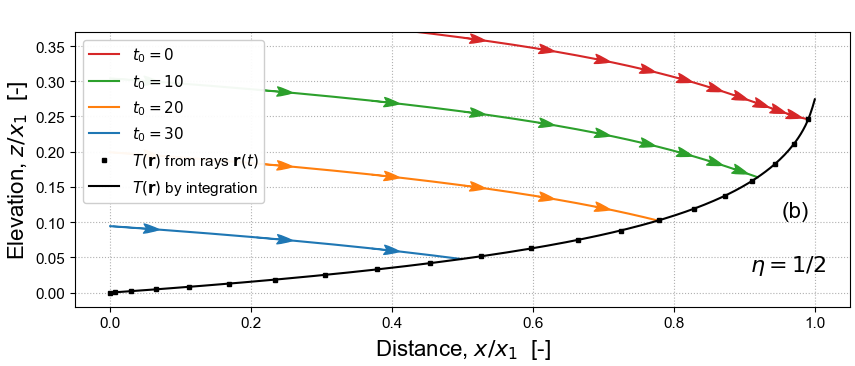 0.35
0.30
0.25
0.20
0.15
0.10
0.05
0.00
Elevation, z/x₁ [-]
t₀ = 0
t₀ = 10
t₀ = 20
t₀ = 30
T(r) from rays r(t)
T(r) by integration
(b)
η = 1/2
0.0 0.2 0.4 0.6 0.8 1.0
Distance, x/x₁ [-]